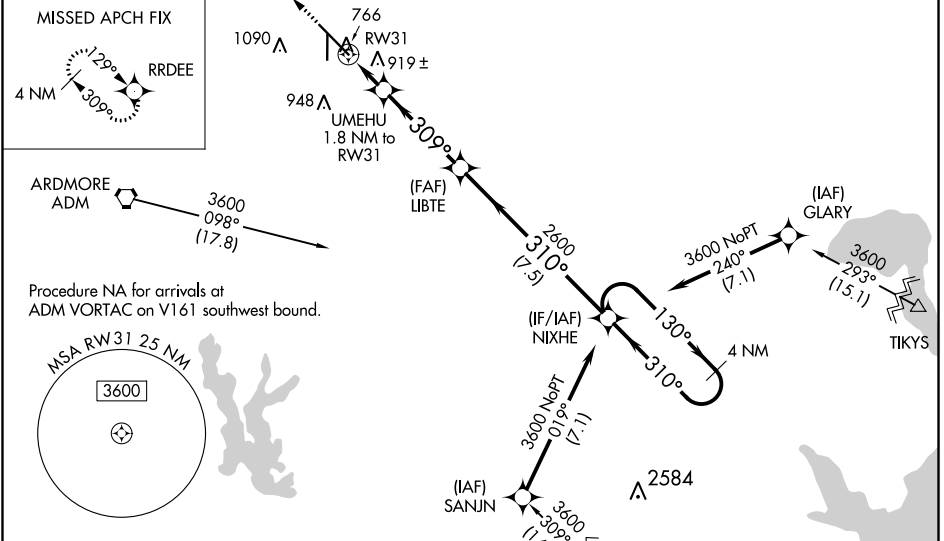 MISSED APCH FIX
129°
RRDEE
4 NM
309°
1090
766
RW31
919 ±
948
UMEHU
1.8 NM to
RW31
309°
(FAF)
LIBTE
ARDMORE
ADM
3600
098°
(17.8)
2600
310°
(7.5)
(IAF)
GLARY
3600 NoPT
240°
(7.1)
3600
293°
(15.1)
TIKYS
Procedure NA for arrivals at
ADM VORTAC on V161 southwest bound.
MSA RW31 25 NM
3600
(IF/IAF)
NIXHE
130°
4 NM
310°
3600 NoPT
019°
(7.1)
(IAF)
SANJN
2584
3600
309°